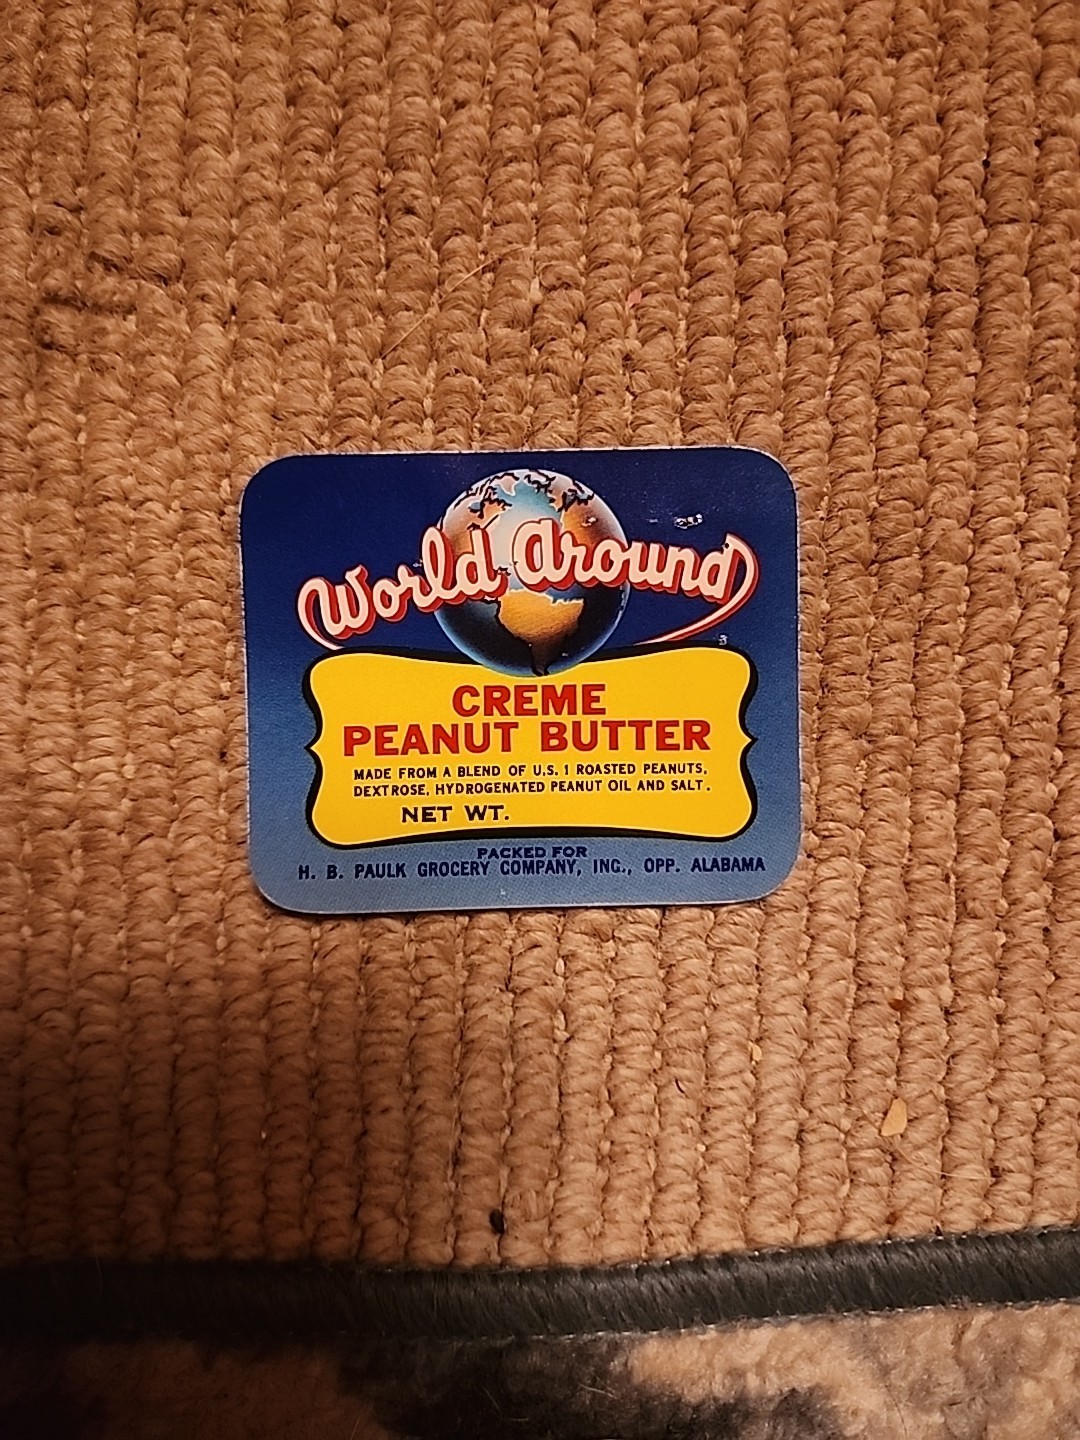 World Around
CREME
PEANUT BUTTER
MADE FROM A BLEND OF U.S. 1 ROASTED PEANUTS,
DEXTROSE, HYDROGENATED PEANUT OIL AND SALT.
NET WT.
PACKED FOR
H. B. PAULK GROCERY COMPANY, INC., OPP. ALABAMA